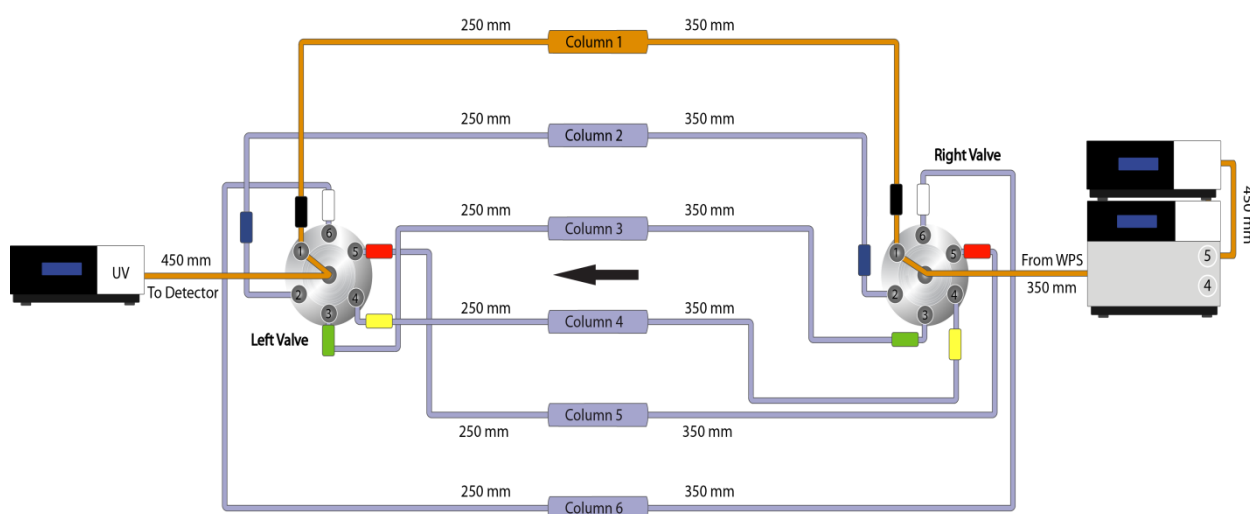 250 mm
Column 1
350 mm
250 mm
Column 2
350 mm
Right Valve
450 mm
6
250 mm
Column 3
350 mm
6
1
5
1
5
5
UV
450 mm
From WPS
To Detector
350 mm
4
2
4
2
4
3
250 mm
Column 4
350 mm
3
Left Valve
Column 5
250 mm
350 mm
250 mm
Column 6
350 mm